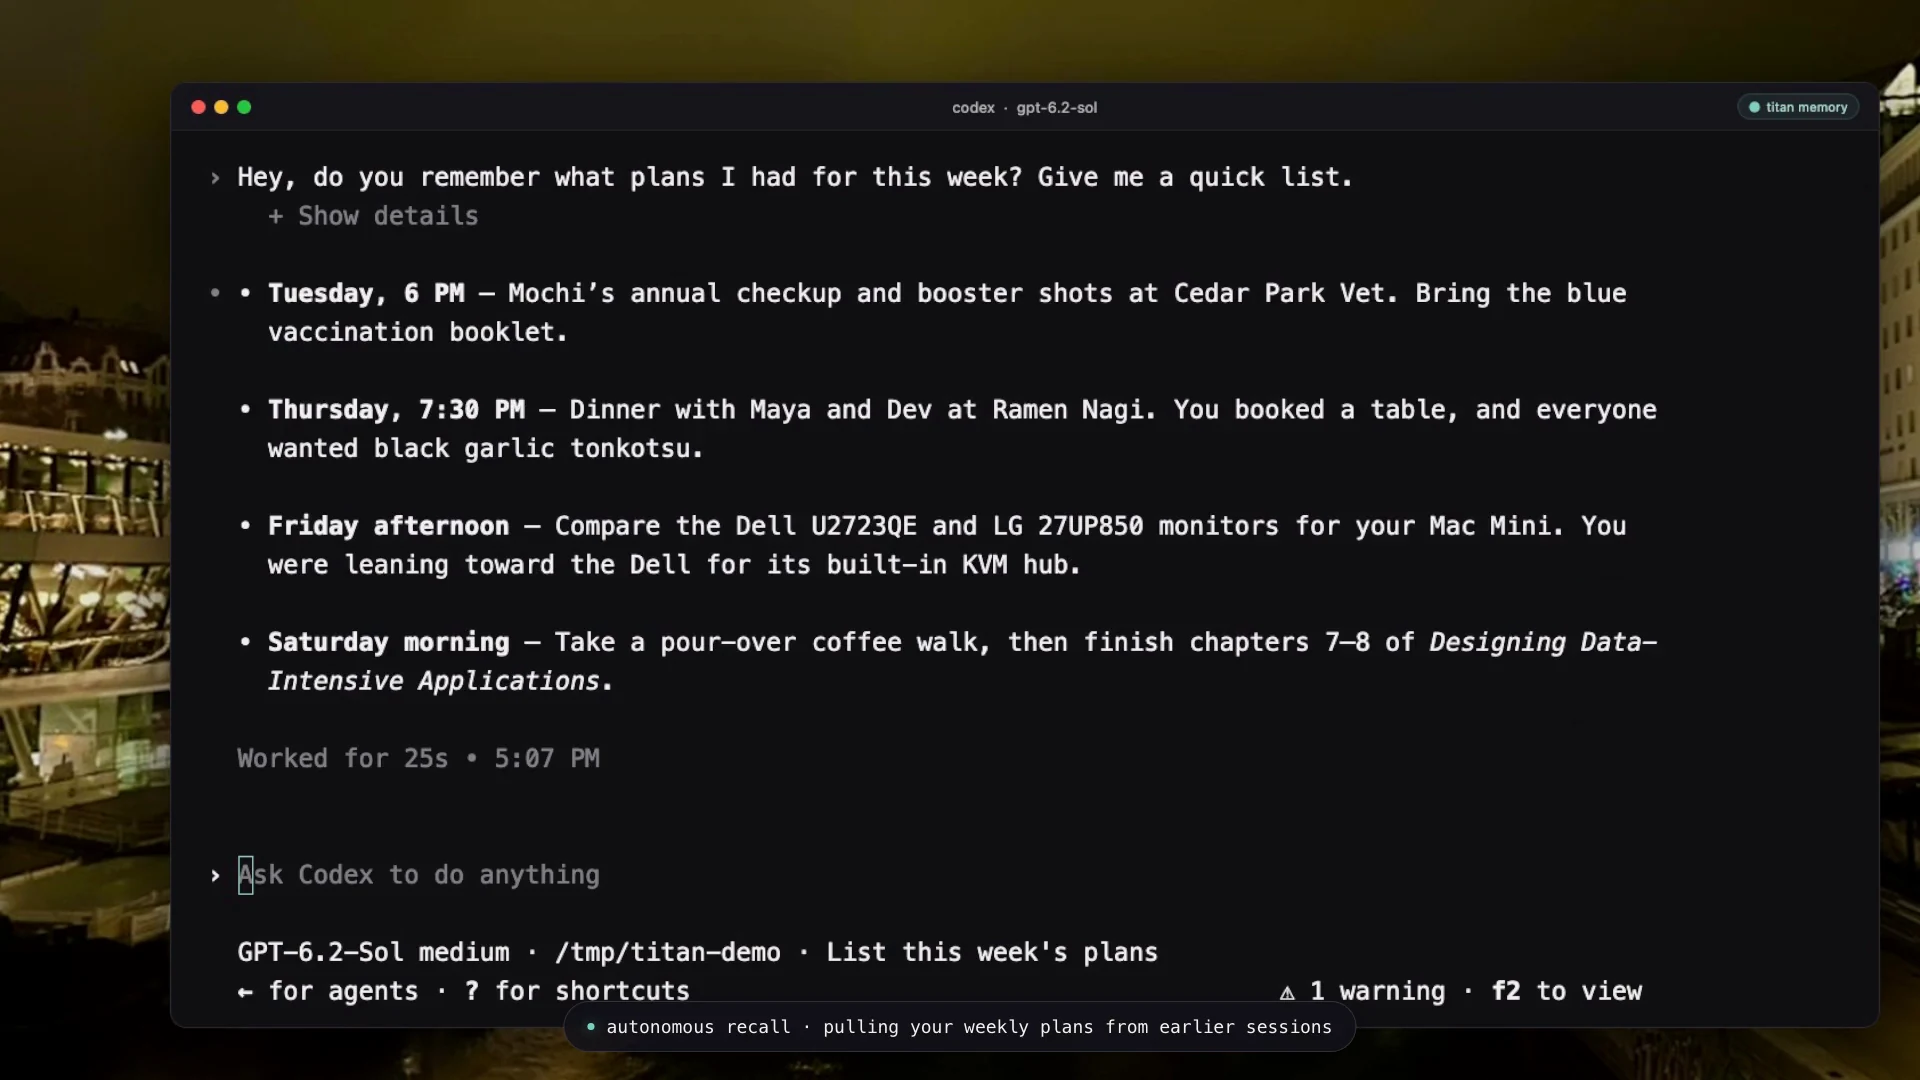 codex · gpt-6.2-sol
titan memory
› Hey, do you remember what plans I had for this week? Give me a quick list.
+ Show details
• • Tuesday, 6 PM — Mochi’s annual checkup and booster shots at Cedar Park Vet. Bring the blue
vaccination booklet.
• Thursday, 7:30 PM — Dinner with Maya and Dev at Ramen Nagi. You booked a table, and everyone
wanted black garlic tonkotsu.
• Friday afternoon — Compare the Dell U2723QE and LG 27UP850 monitors for your Mac Mini. You
were leaning toward the Dell for its built-in KVM hub.
• Saturday morning — Take a pour-over coffee walk, then finish chapters 7–8 of Designing Data-
Intensive Applications.
Worked for 25s • 5:07 PM
› Ask Codex to do anything
GPT-6.2-Sol medium · /tmp/titan-demo · List this week's plans
← for agents · ? for shortcuts ⚠ 1 warning · f2 to view
• autonomous recall · pulling your weekly plans from earlier sessions